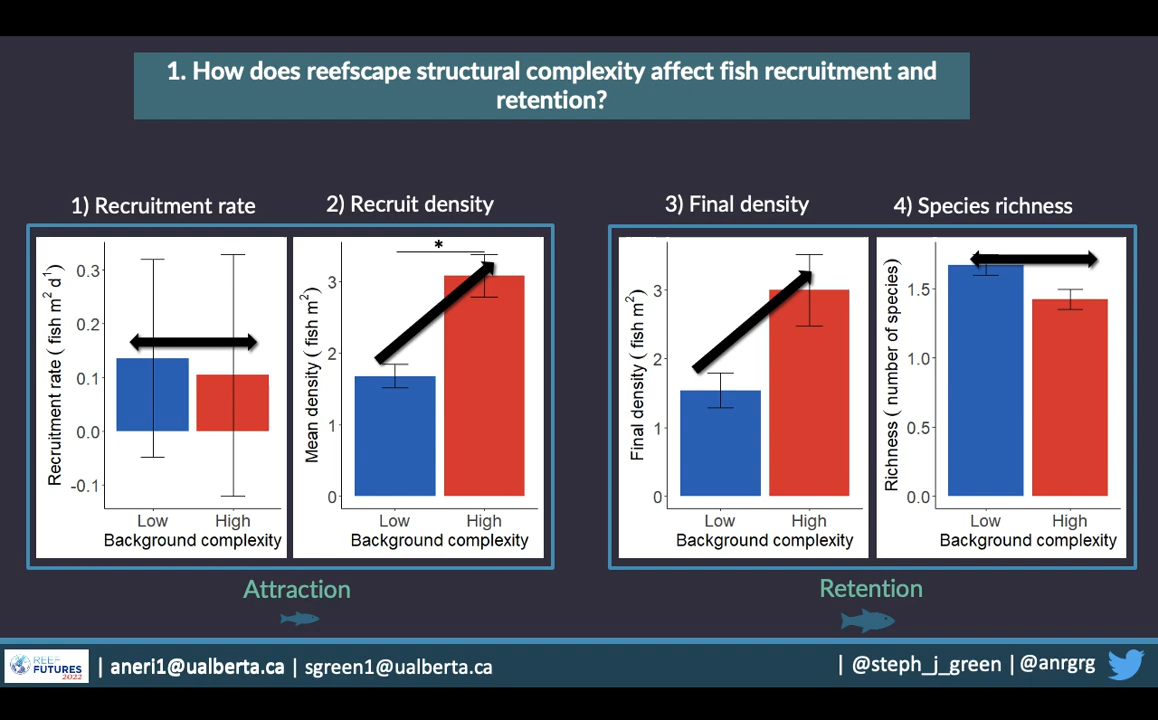 1. How does reefscape structural complexity affect fish recruitment and
retention?
1) Recruitment rate
2) Recruit density
3) Final density
4) Species richness
Recruitment rate ( fish m² d¹)
0.3
0.2
0.1
0.0
-0.1
Low High
Background complexity
*
Mean density ( fish m²)
3
2
1
0
Low High
Background complexity
Final density ( fish m²)
3
2
1
0
Low High
Background complexity
Richness ( number of species)
1.5
1.0
0.5
0.0
Low High
Background complexity
Attraction
Retention
REEF
FUTURES
2022
| aneri1@ualberta.ca | sgreen1@ualberta.ca
| @steph_j_green | @anrgrg